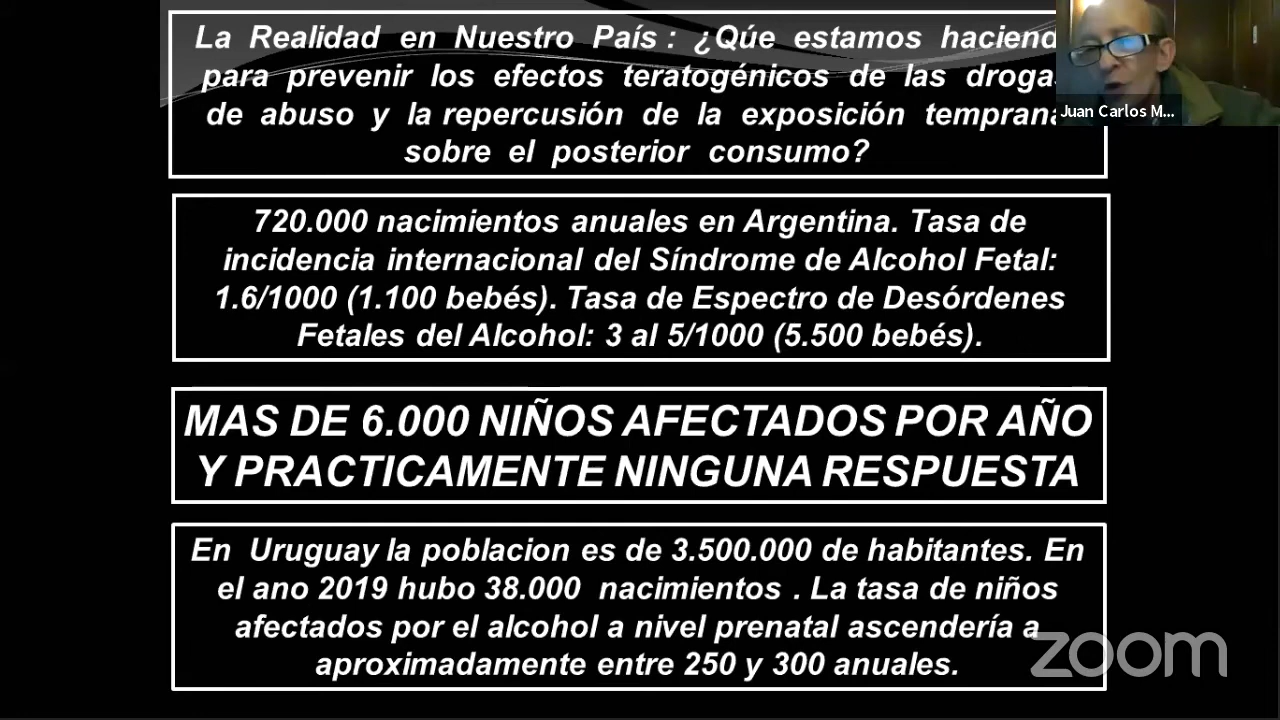 La Realidad en Nuestro País : ¿Qúe estamos haciend
para prevenir los efectos teratogénicos de las droga
de abuso y la repercusión de la exposición temprana
sobre el posterior consumo?
Juan Carlos M...
720.000 nacimientos anuales en Argentina. Tasa de
incidencia internacional del Síndrome de Alcohol Fetal:
1.6/1000 (1.100 bebés). Tasa de Espectro de Desórdenes
Fetales del Alcohol: 3 al 5/1000 (5.500 bebés).
MAS DE 6.000 NIÑOS AFECTADOS POR AÑO
Y PRACTICAMENTE NINGUNA RESPUESTA
En Uruguay la poblacion es de 3.500.000 de habitantes. En
el ano 2019 hubo 38.000 nacimientos . La tasa de niños
afectados por el alcohol a nivel prenatal ascendería a
aproximadamente entre 250 y 300 anuales.
zoom